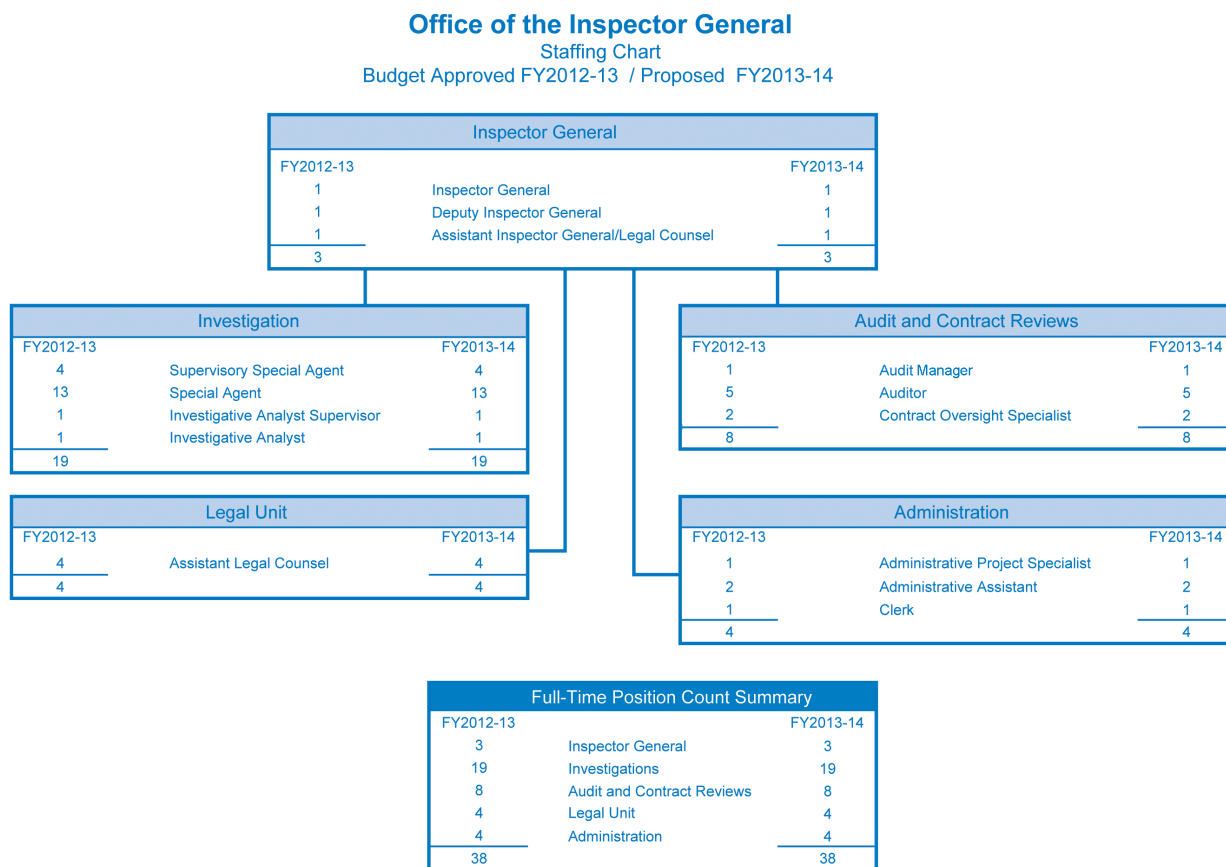 Office of the Inspector General
Staffing Chart
Budget Approved FY2012-13 / Proposed FY2013-14
Inspector General
FY2012-13 FY2013-14
1 Inspector General 1
1 Deputy Inspector General 1
1 Assistant Inspector General/Legal Counsel 1
3 3
Investigation
FY2012-13 FY2013-14
4 Supervisory Special Agent 4
13 Special Agent 13
1 Investigative Analyst Supervisor 1
1 Investigative Analyst 1
19 19
Audit and Contract Reviews
FY2012-13 FY2013-14
1 Audit Manager 1
5 Auditor 5
2 Contract Oversight Specialist 2
8 8
Legal Unit
FY2012-13 FY2013-14
4 Assistant Legal Counsel 4
4 4
Administration
FY2012-13 FY2013-14
1 Administrative Project Specialist 1
2 Administrative Assistant 2
1 Clerk 1
4 4
Full-Time Position Count Summary
FY2012-13 FY2013-14
3 Inspector General 3
19 Investigations 19
8 Audit and Contract Reviews 8
4 Legal Unit 4
4 Administration 4
38 38